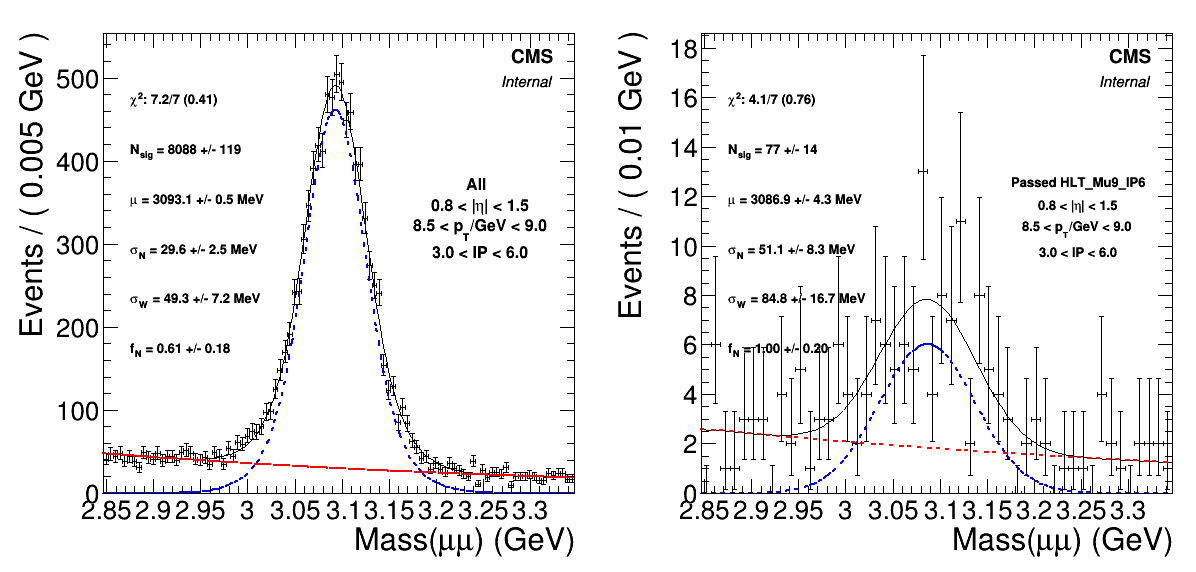 CMS
Internal
χ²: 7.2/7 (0.41)
N_sig = 8088 +/- 119
μ = 3093.1 +/- 0.5 MeV
σ_N = 29.6 +/- 2.5 MeV
σ_W = 49.3 +/- 7.2 MeV
f_N = 0.61 +/- 0.18
All
0.8 < |η| < 1.5
8.5 < p_T/GeV < 9.0
3.0 < IP < 6.0
Events / ( 0.005 GeV )
500
400
300
200
100
0
2.85 2.9 2.95 3 3.05 3.1 3.15 3.2 3.25 3.3
Mass(μμ) (GeV)
CMS
Internal
χ²: 4.1/7 (0.76)
N_sig = 77 +/- 14
μ = 3086.9 +/- 4.3 MeV
σ_N = 51.1 +/- 8.3 MeV
σ_W = 84.8 +/- 16.7 MeV
f_N = 1.00 +/- 0.20
Passed HLT_Mu9_IP6
0.8 < |η| < 1.5
8.5 < p_T/GeV < 9.0
3.0 < IP < 6.0
Events / ( 0.01 GeV )
18
16
14
12
10
8
6
4
2
0
2.85 2.9 2.95 3 3.05 3.1 3.15 3.2 3.25 3.3
Mass(μμ) (GeV)